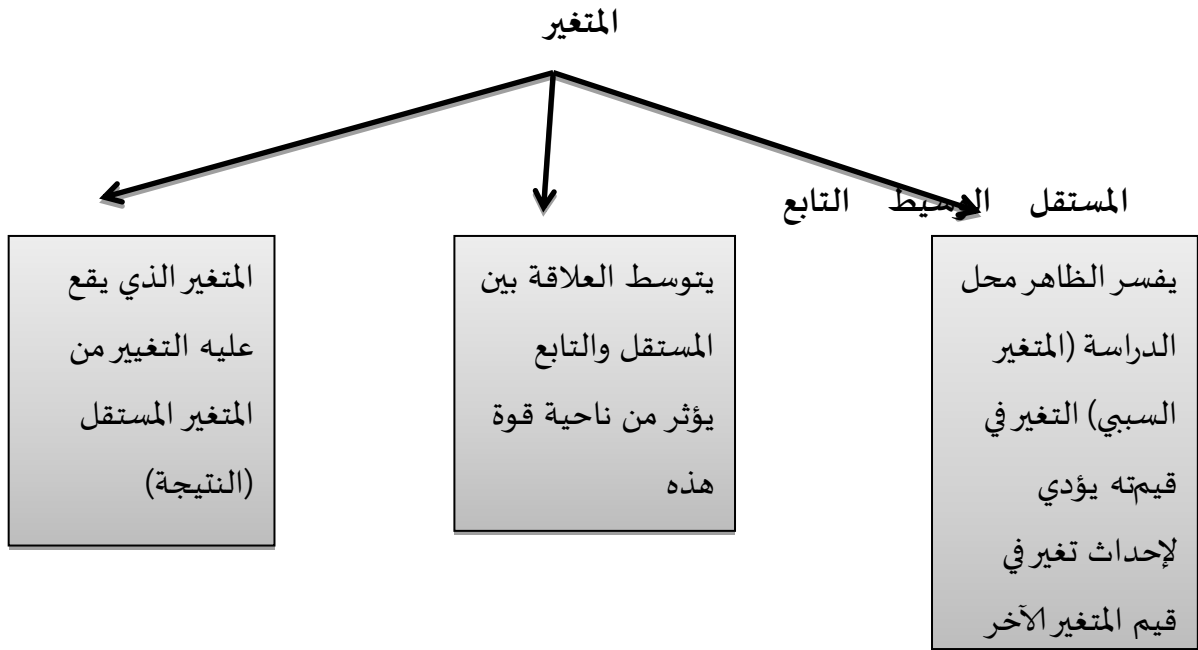 المتغير
المستقل الوسيط التابع
يفسر الظاهر محل
الدراسة (المتغير
السببي) التغير في
قيمته يؤدي
لإحداث تغير في
قيم المتغير الآخر
يتوسط العلاقة بين
المستقل والتابع
يؤثر من ناحية قوة
هذه
المتغير الذي يقع
عليه التغيير من
المتغير المستقل
(النتيجة)